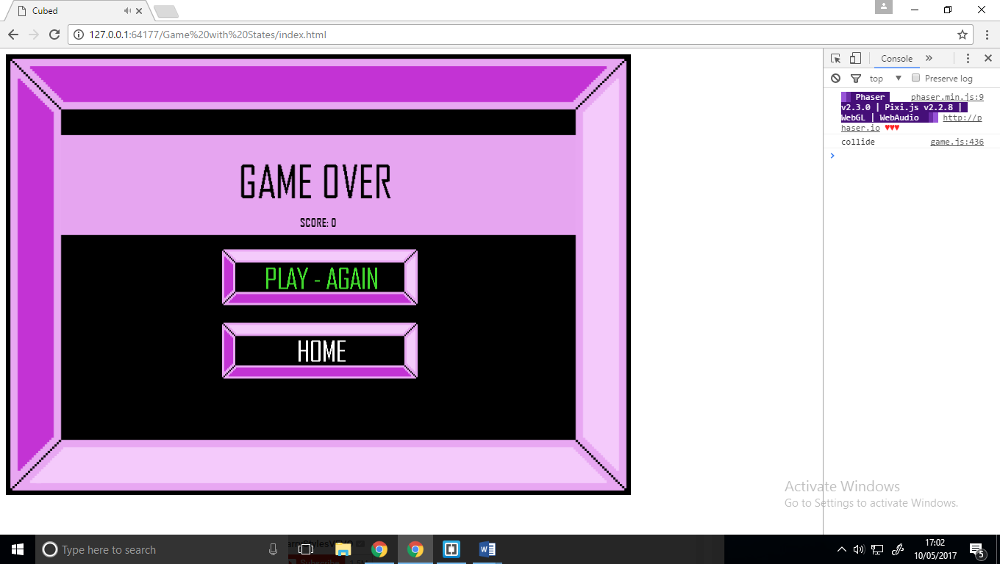 Cubed
127.0.0.1:64177/Game%20with%20States/index.html
Console
top
Preserve log
Phaser
phaser.min.js:9
v2.3.0 | Pixi.js v2.2.8 |
WebGL | WebAudio
http://p
haser.io ♥♥♥
collide
game.js:436
GAME OVER
SCORE: 0
PLAY - AGAIN
HOME
Activate Windows
Go to Settings to activate Windows.
Type here to search
Subscribe
17:02
10/05/2017
5